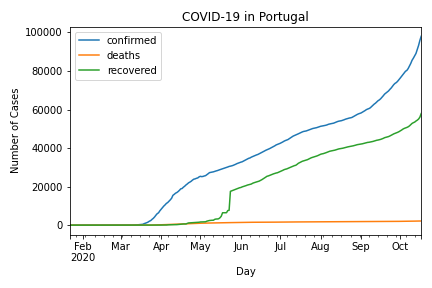 COVID-19 in Portugal
confirmed
deaths
recovered
Number of Cases
100000
80000
60000
40000
20000
0
Feb Mar Apr May Jun Jul Aug Sep Oct
2020
Day